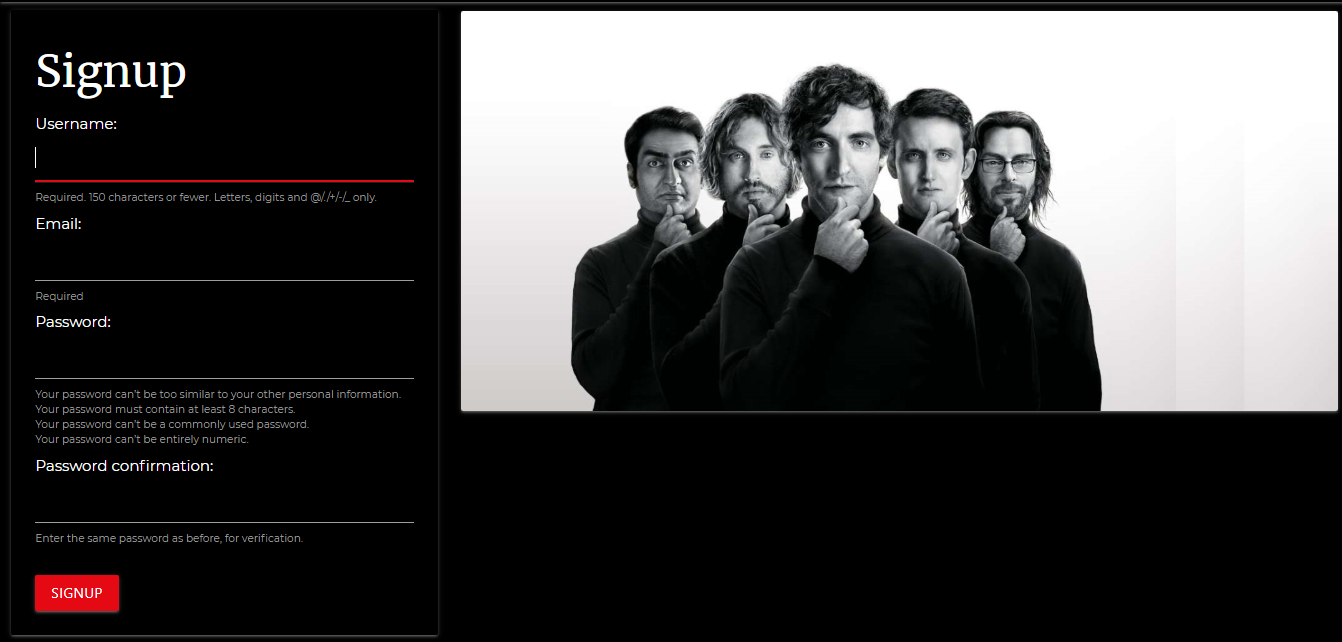 Signup
Username:
Required. 150 characters or fewer. Letters, digits and @/./+/-/_ only.
Email:
Required
Password:
Your password can't be too similar to your other personal information.
Your password must contain at least 8 characters.
Your password can't be a commonly used password.
Your password can't be entirely numeric.
Password confirmation:
Enter the same password as before, for verification.
SIGNUP